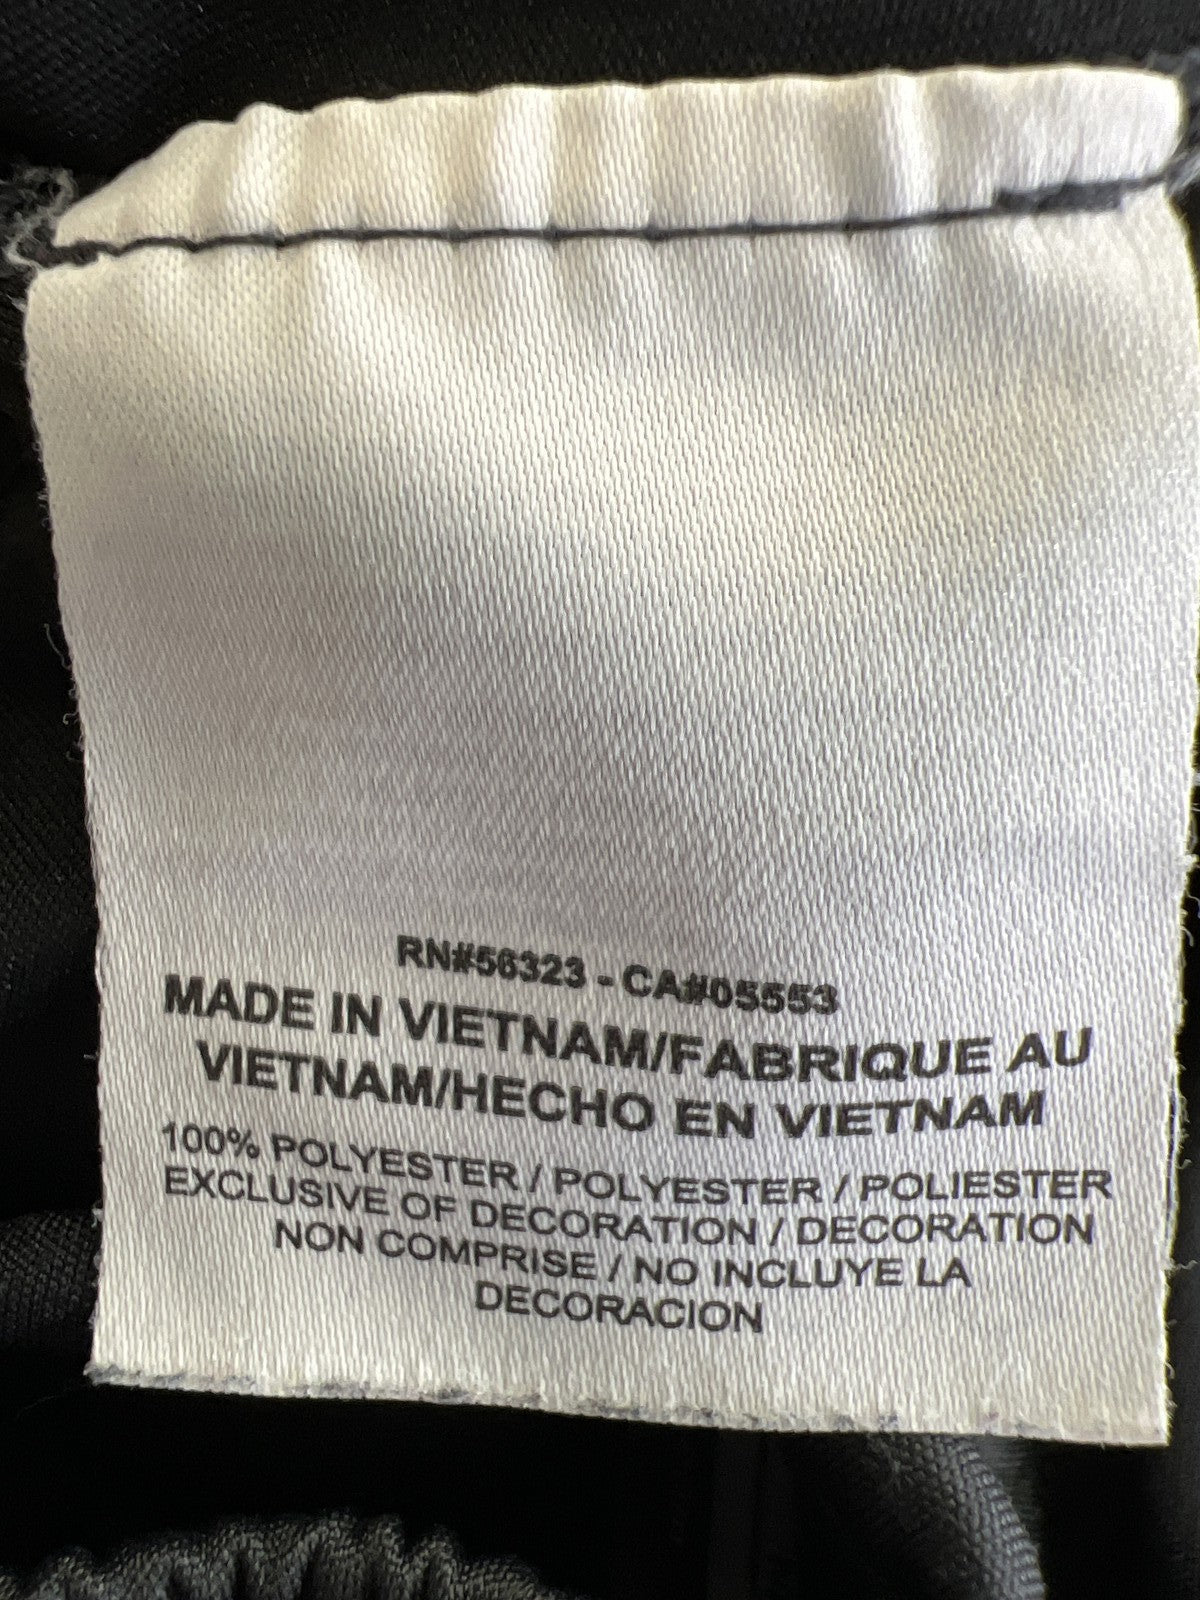 RN#56323 - CA#05553
MADE IN VIETNAM/FABRIQUE AU
VIETNAM/HECHO EN VIETNAM
100% POLYESTER / POLYESTER / POLIESTER
EXCLUSIVE OF DECORATION / DECORATION
NON COMPRISE / NO INCLUYE LA
DECORACION